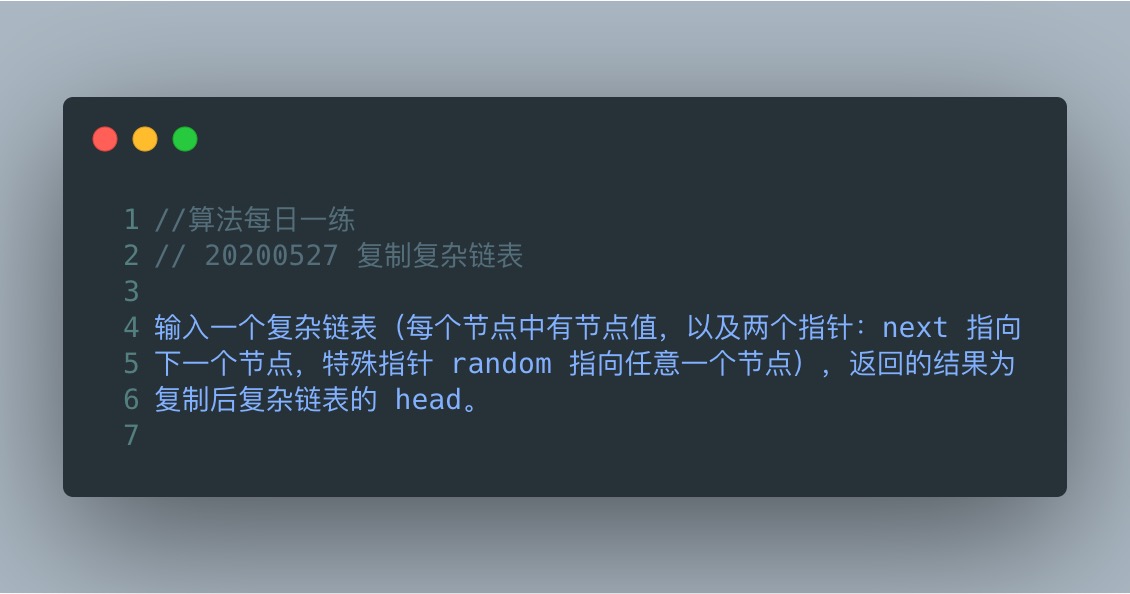 1 //算法每日一练
2 // 20200527 复制复杂链表
3
4 输入一个复杂链表（每个节点中有节点值，以及两个指针：next 指向
5 下一个节点，特殊指针 random 指向任意一个节点），返回的结果为
6 复制后复杂链表的 head。
7